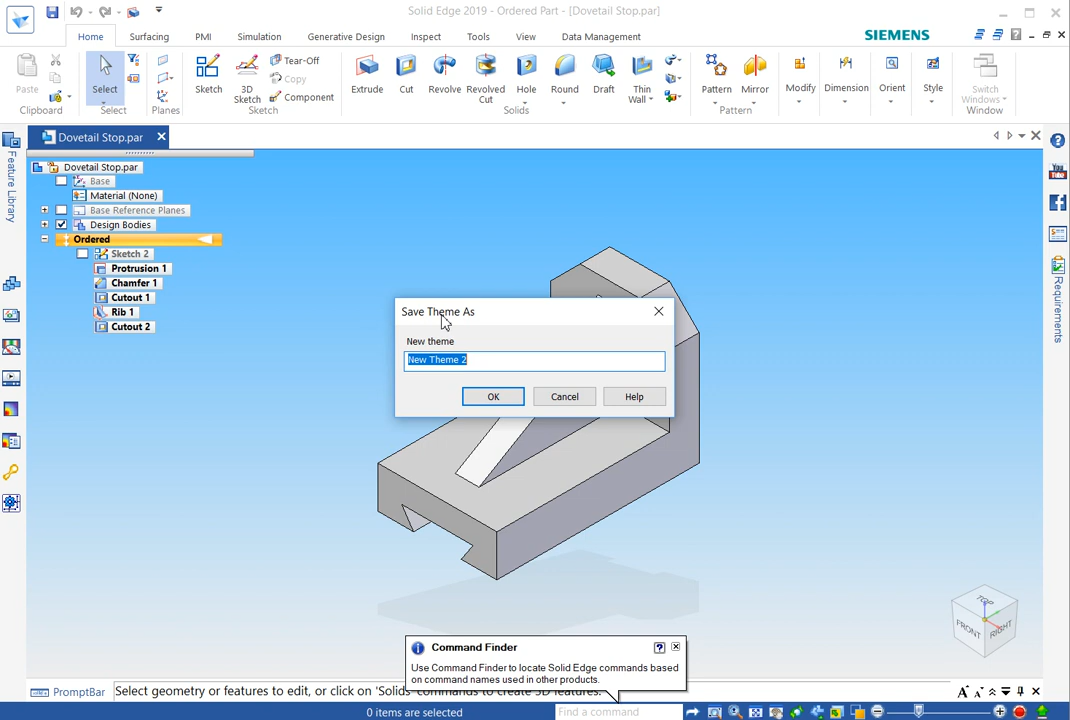 Solid Edge 2019 - Ordered Part - [Dovetail Stop.par]
Home Surfacing PMI Simulation Generative Design Inspect Tools View Data Management SIEMENS
Tear-Off
Copy
Component
Paste Select Sketch 3D Sketch Extrude Cut Revolve Revolved Cut Hole Round Draft Thin Wall Pattern Mirror Modify Dimension Orient Style Switch Windows
Clipboard Select Planes Sketch Solids Pattern Window
Dovetail Stop.par
Feature Library
Dovetail Stop.par
Base
Material (None)
Base Reference Planes
Design Bodies
Ordered
Sketch 2
Protrusion 1
Chamfer 1
Cutout 1
Rib 1
Cutout 2
You Tube
Requirements
Save Theme As
New theme
New Theme 2
OK Cancel Help
TOP
FRONT RIGHT
Command Finder
Use Command Finder to locate Solid Edge commands based
on command names used in other products.
PromptBar Select geometry or features to edit, or click on 'Solids' commands to create 3D features.
0 items are selected Find a command